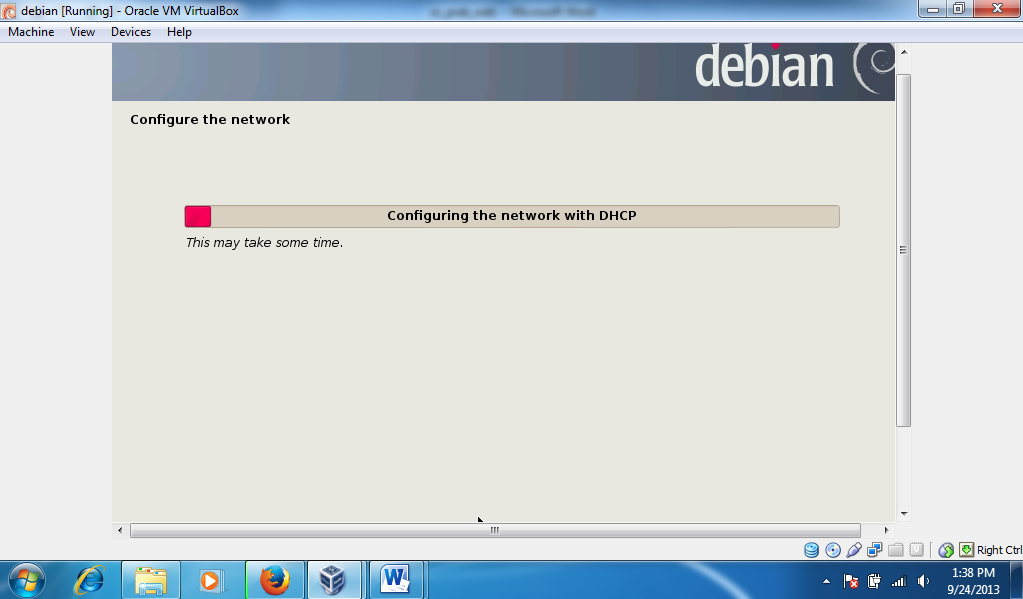 debian [Running] - Oracle VM VirtualBox
Machine View Devices Help
debian
Configure the network
Configuring the network with DHCP
This may take some time.
Right Ctrl
1:38 PM
9/24/2013